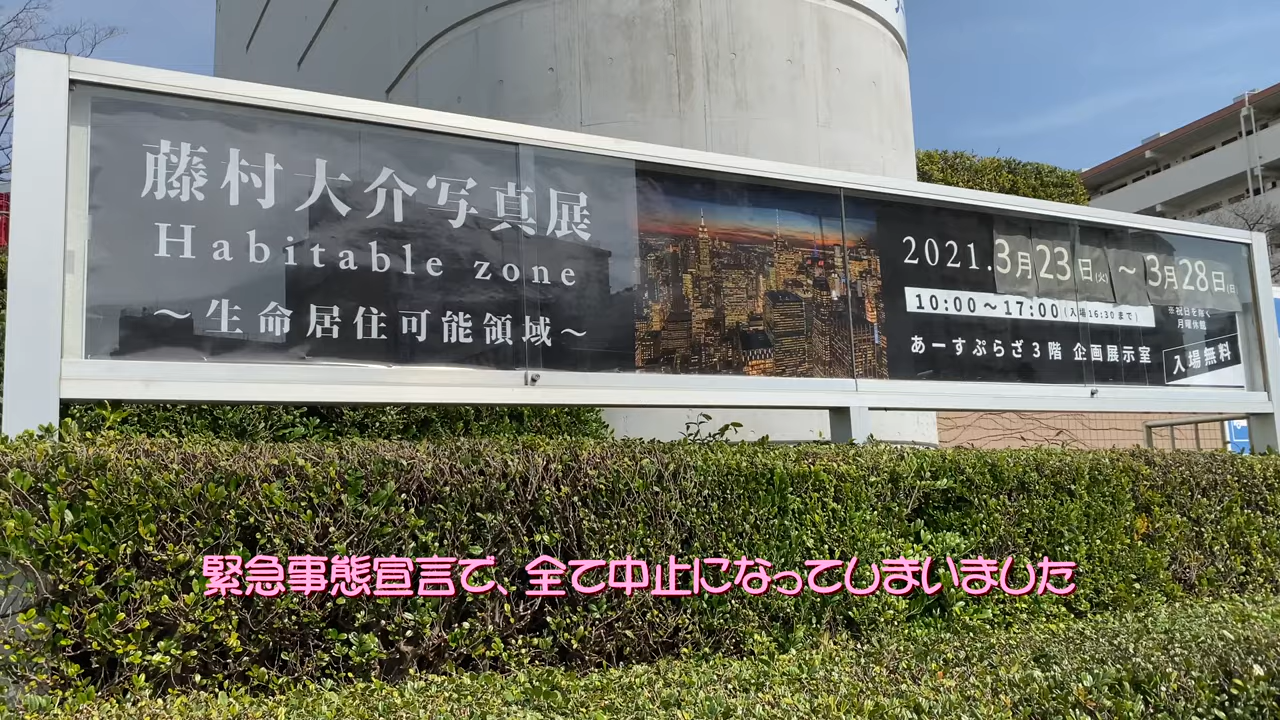 藤村大介写真展
Habitable zone
～生命居住可能領域～
2021.3月23日(火)～3月28日(日)
10:00～17:00(入場16:30まで)
※祝日を除く
月曜休館
あーすぷらざ3階 企画展示室
入場無料
緊急事態宣言で、全て中止になってしまいました